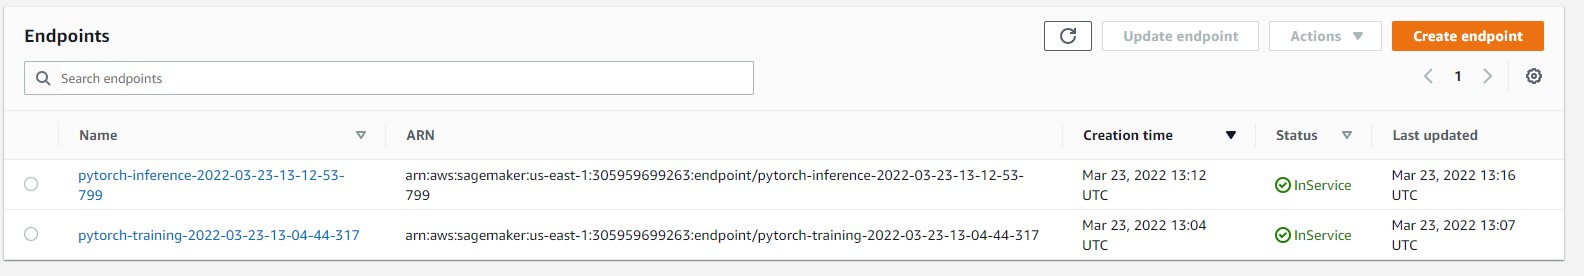 Endpoints
Update endpoint
Actions
Create endpoint
Search endpoints
1
Name
ARN
Creation time
Status
Last updated
pytorch-inference-2022-03-23-13-12-53-
799
arn:aws:sagemaker:us-east-1:305959699263:endpoint/pytorch-inference-2022-03-23-13-12-53-
799
Mar 23, 2022 13:12
UTC
InService
Mar 23, 2022 13:16
UTC
pytorch-training-2022-03-23-13-04-44-317
arn:aws:sagemaker:us-east-1:305959699263:endpoint/pytorch-training-2022-03-23-13-04-44-317
Mar 23, 2022 13:04
UTC
InService
Mar 23, 2022 13:07
UTC